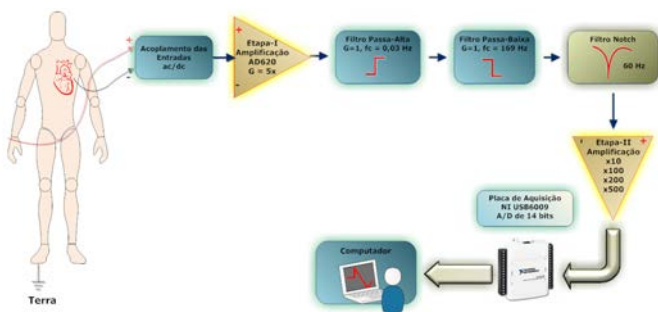 Acoplamento das
Entradas
ac/dc
+
-
Etapa-I
Amplificação
AD620
G = 5x
+
-
Filtro Passa-Alta
G=1, fc = 0,03 Hz
Filtro Passa-Baixa
G=1, fc = 169 Hz
Filtro Notch
60 Hz
Etapa-II
Amplificação
x10
x100
x200
x500
- +
Placa de Aquisição
NI USB6009
A/D de 14 bits
Computador
Terra